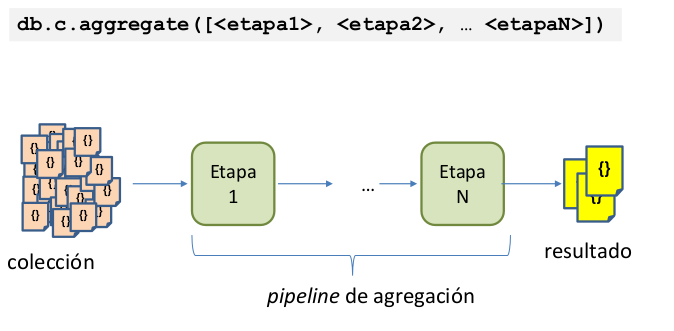 db.c.aggregate([<etapa1>, <etapa2>, … <etapaN>])
{} {} {} {} {} {} {} {} {} {} {}
Etapa
1
…
Etapa
N
{}
{}
colección
resultado
pipeline de agregación